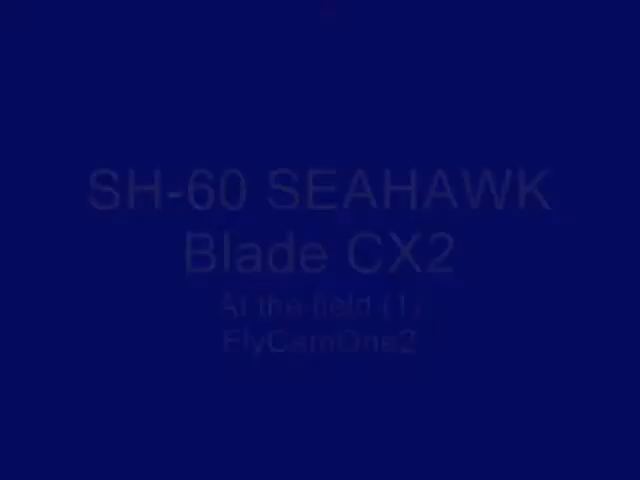 SH-60 SEAHAWK
Blade CX2
At the field (1)
FlyCamOne2